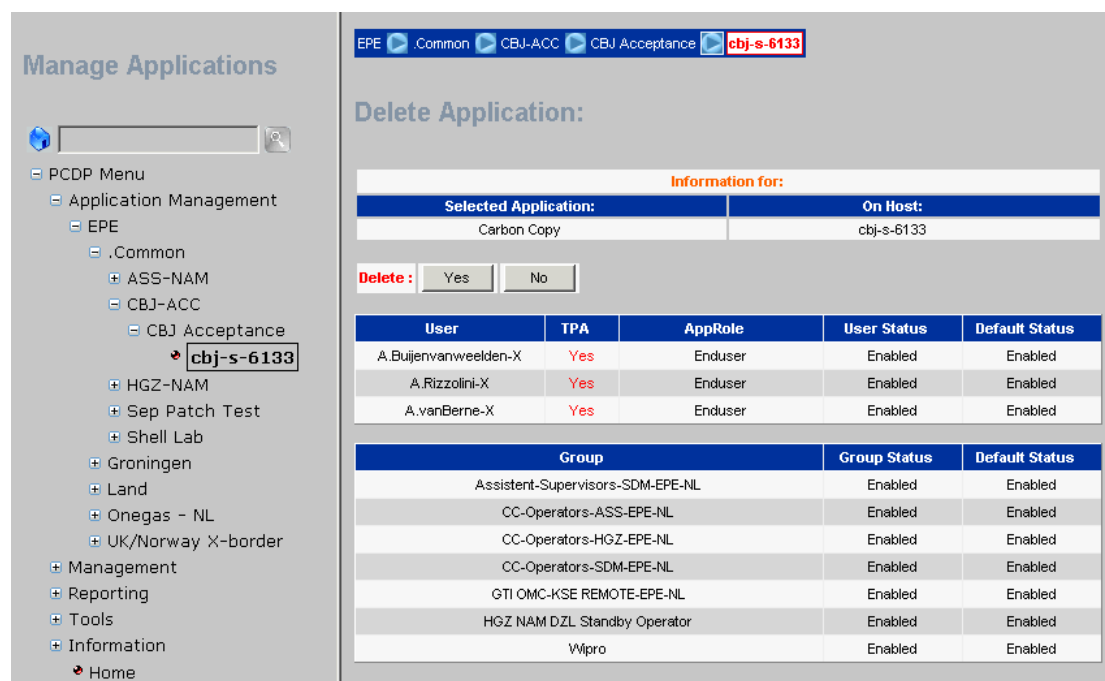 Manage Applications
PCDP Menu
Application Management
EPE
.Common
ASS-NAM
CBJ-ACC
CBJ Acceptance
cbj-s-6133
HGZ-NAM
Sep Patch Test
Shell Lab
Groningen
Land
Onegas - NL
UK/Norway X-border
Management
Reporting
Tools
Information
Home
EPE .Common CBJ-ACC CBJ Acceptance cbj-s-6133
Delete Application:
Information for:
Selected Application: On Host:
Carbon Copy cbj-s-6133
Delete : Yes No
User TPA AppRole User Status Default Status
A.Buijenvanweelden-X Yes Enduser Enabled Enabled
A.Rizzolini-X Yes Enduser Enabled Enabled
A.vanBerne-X Yes Enduser Enabled Enabled
Group Group Status Default Status
Assistent-Supervisors-SDM-EPE-NL Enabled Enabled
CC-Operators-ASS-EPE-NL Enabled Enabled
CC-Operators-HGZ-EPE-NL Enabled Enabled
CC-Operators-SDM-EPE-NL Enabled Enabled
GTI OMC-KSE REMOTE-EPE-NL Enabled Enabled
HGZ NAM DZL Standby Operator Enabled Enabled
Wipro Enabled Enabled